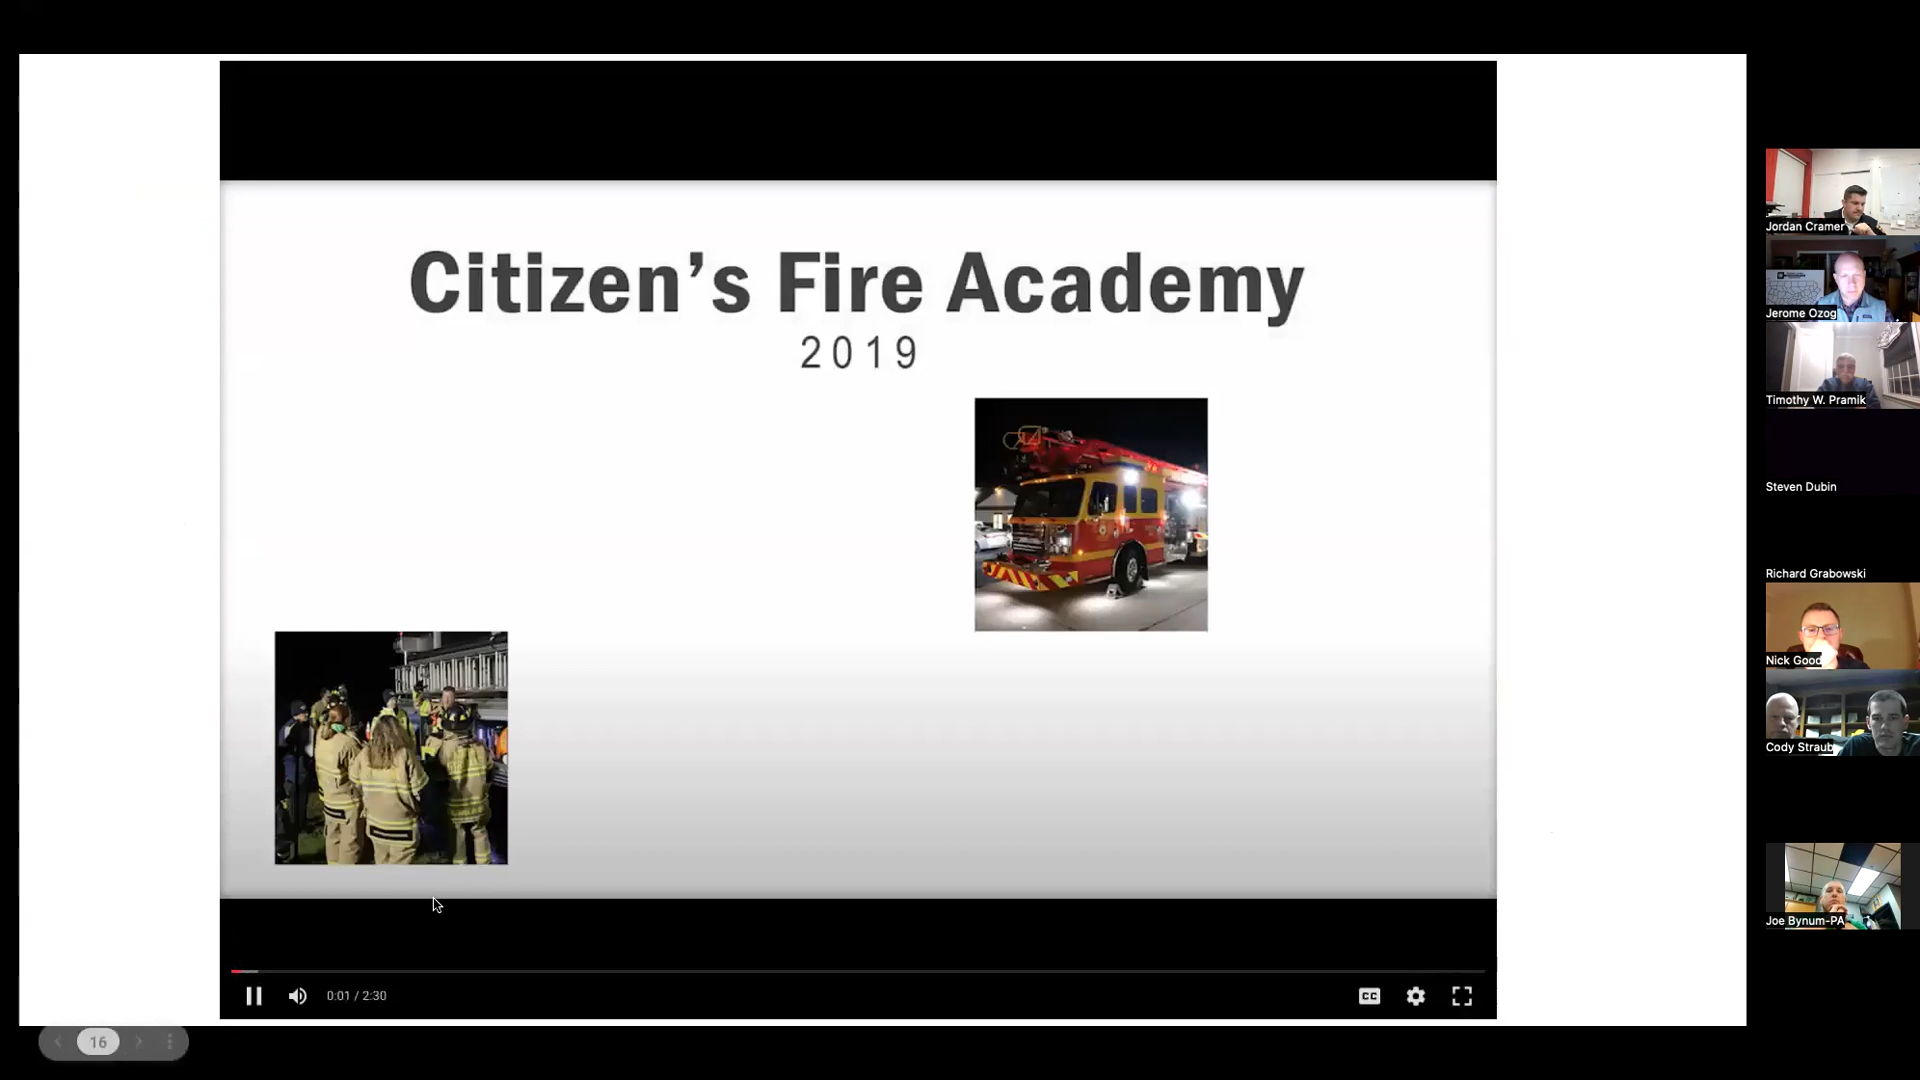 Citizen's Fire Academy
2019
0:01 / 2:30
CC
16
Jordan Cramer
Jerome Ozog
Timothy W. Pramik
Steven Dubin
Richard Grabowski
Nick Good
Cody Straub
Joe Bynum-PA